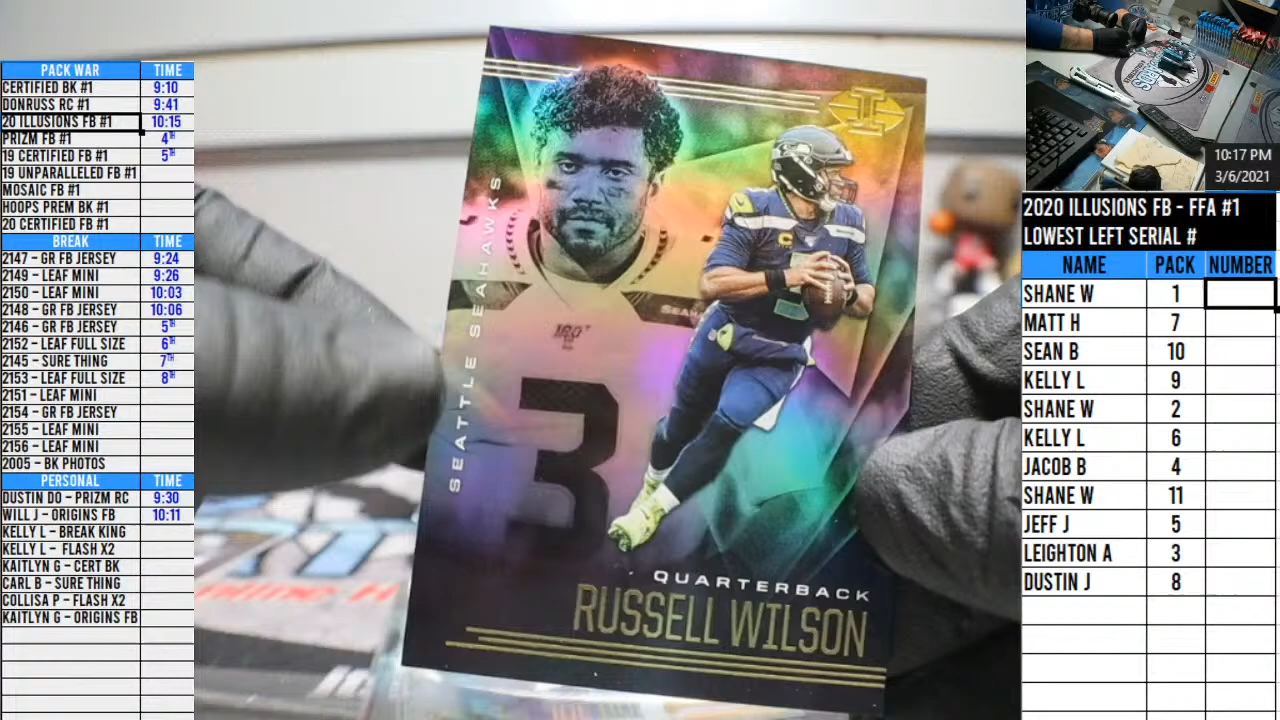 PACK WAR TIME
CERTIFIED BK #1 9:10
DONRUSS RC #1 9:41
20 ILLUSIONS FB #1 10:15
PRIZM FB #1 4TH
19 CERTIFIED FB #1 5TH
19 UNPARALLELED FB #1
MOSAIC FB #1
HOOPS PREM BK #1
20 CERTIFIED FB #1
BREAK TIME
2147 - GR FB JERSEY 9:24
2149 - LEAF MINI 9:26
2150 - LEAF MINI 10:03
2148 - GR FB JERSEY 10:06
2146 - GR FB JERSEY 5TH
2152 - LEAF FULL SIZE 6TH
2145 - SURE THING 7TH
2153 - LEAF FULL SIZE 8TH
2151 - LEAF MINI
2154 - GR FB JERSEY
2155 - LEAF MINI
2156 - LEAF MINI
2005 - BK PHOTOS
PERSONAL TIME
DUSTIN DO - PRIZM RC 9:30
WILL J - ORIGINS FB 10:11
KELLY L - BREAK KING
KELLY L - FLASH X2
KAITLYN G - CERT BK
CARL B - SURE THING
COLLISA P - FLASH X2
KAITLYN G - ORIGINS FB
SEATTLE SEAHAWKS
100
3
QUARTERBACK
RUSSELL WILSON
10:17 PM
3/6/2021
2020 ILLUSIONS FB - FFA #1
LOWEST LEFT SERIAL #
NAME PACK NUMBER
SHANE W 1
MATT H 7
SEAN B 10
KELLY L 9
SHANE W 2
KELLY L 6
JACOB B 4
SHANE W 11
JEFF J 5
LEIGHTON A 3
DUSTIN J 8